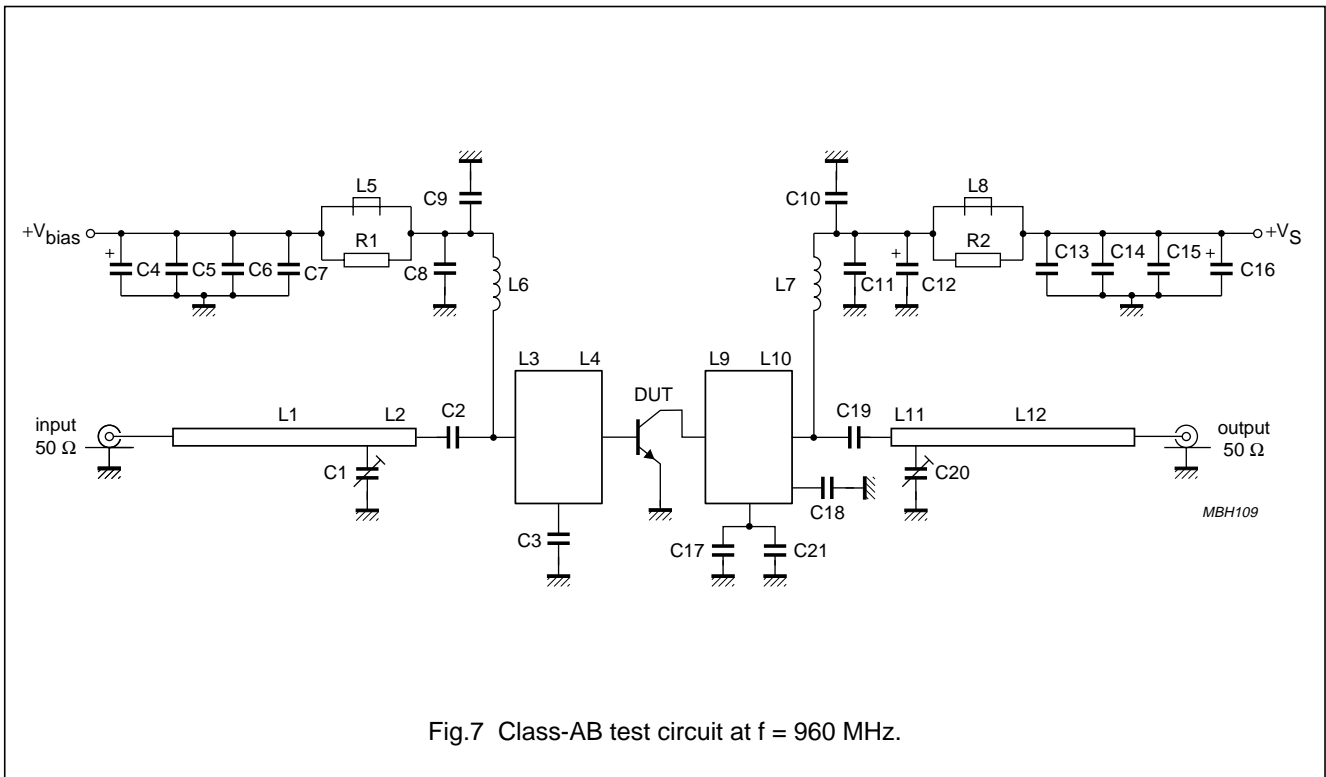 C9
L5
+Vbias
R1
+
C4
C5
C6
C7
C8
L6
C10
L8
+VS
R2
+
L7
C11
C12
C13
C14
C15
+
C16
L3
L4
DUT
L9
L10
input
50 Ω
L1
L2
C2
C19
L11
L12
output
50 Ω
C1
C20
C18
MBH109
C3
C17
C21
Fig.7 Class-AB test circuit at f = 960 MHz.